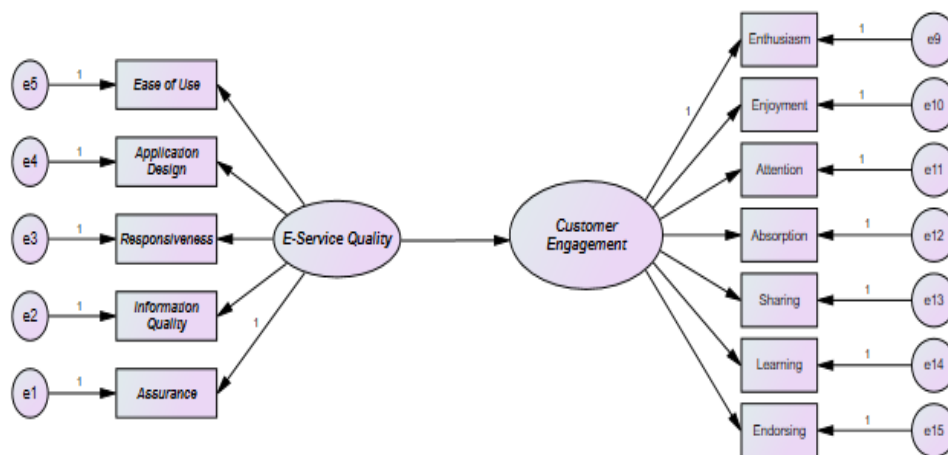 e5
1
Ease of Use
e4
1
Application
Design
e3
1
Responsiveness
e2
1
Information
Quality
e1
1
Assurance
E-Service Quality
1
Customer
Engagement
1
Enthusiasm
1
e9
Enjoyment
1
e10
Attention
1
e11
Absorption
1
e12
Sharing
1
e13
Learning
1
e14
Endorsing
1
e15